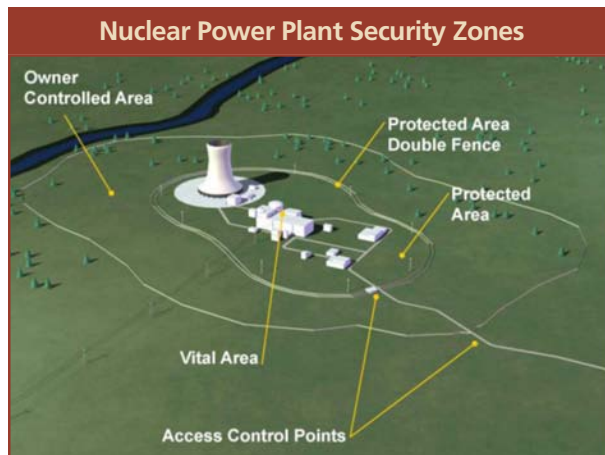 Nuclear Power Plant Security Zones
Owner
Controlled Area
Protected Area
Double Fence
Protected
Area
Vital Area
Access Control Points